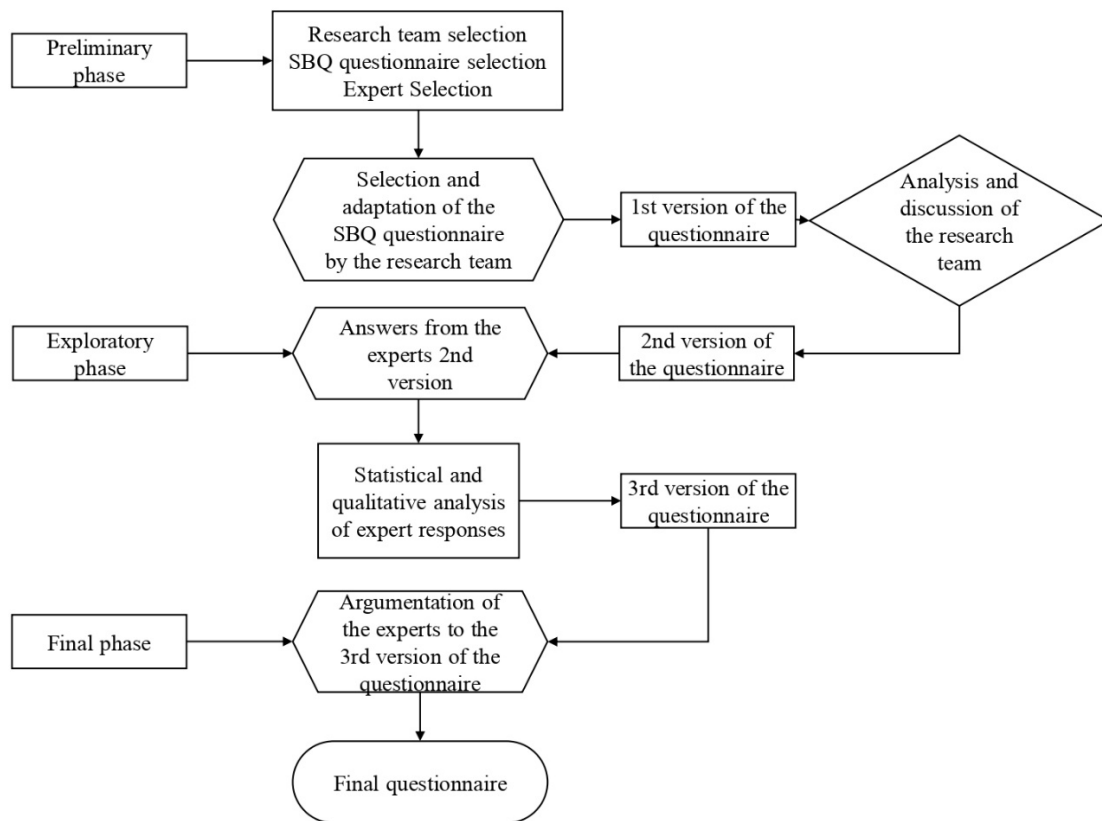 Preliminary
phase
Research team selection
SBQ questionnaire selection
Expert Selection
Selection and
adaptation of the
SBQ questionnaire
by the research team
1st version of the
questionnaire
Analysis and
discussion of
the research
team
Exploratory
phase
Answers from the
experts 2nd
version
2nd version of
the questionnaire
Statistical and
qualitative analysis
of expert responses
3rd version of the
questionnaire
Final phase
Argumentation of
the experts to the
3rd version of the
questionnaire
Final questionnaire